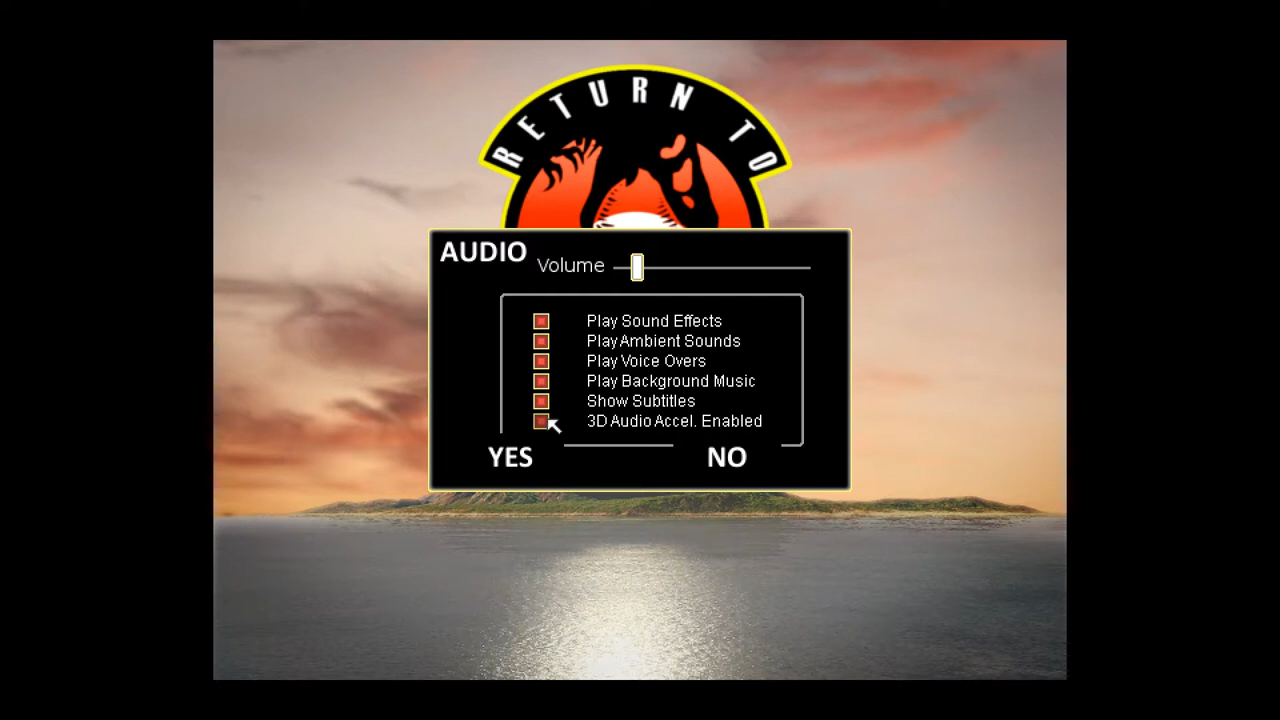 RETURN TO
AUDIO
Volume
Play Sound Effects
Play Ambient Sounds
Play Voice Overs
Play Background Music
Show Subtitles
3D Audio Accel. Enabled
YES
NO